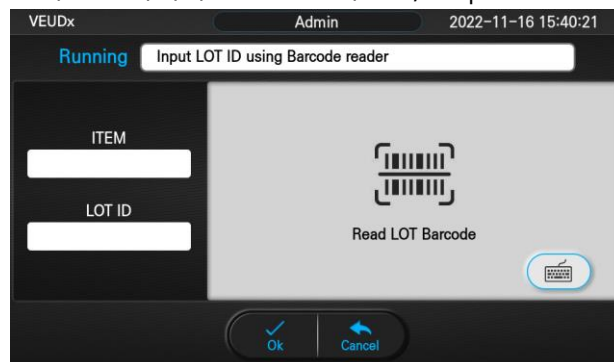 VEUDx Admin 2022-11-16 15:40:21
Running Input LOT ID using Barcode reader
ITEM
LOT ID
Read LOT Barcode
Ok Cancel